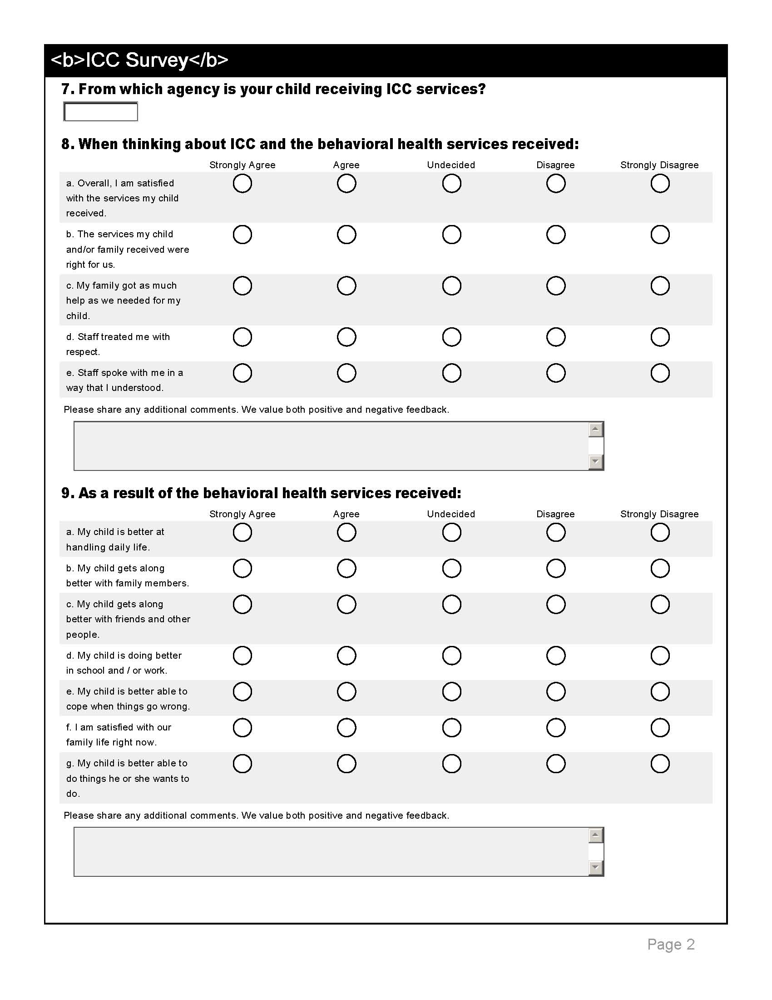 <b>ICC Survey</b>
7. From which agency is your child receiving ICC services?
8. When thinking about ICC and the behavioral health services received:
Strongly Agree Agree Undecided Disagree Strongly Disagree
a. Overall, I am satisfied
with the services my child
received.
b. The services my child
and/or family received were
right for us.
c. My family got as much
help as we needed for my
child.
d. Staff treated me with
respect.
e. Staff spoke with me in a
way that I understood.
Please share any additional comments. We value both positive and negative feedback.
9. As a result of the behavioral health services received:
Strongly Agree Agree Undecided Disagree Strongly Disagree
a. My child is better at
handling daily life.
b. My child gets along
better with family members.
c. My child gets along
better with friends and other
people.
d. My child is doing better
in school and / or work.
e. My child is better able to
cope when things go wrong.
f. I am satisfied with our
family life right now.
g. My child is better able to
do things he or she wants to
do.
Please share any additional comments. We value both positive and negative feedback.
Page 2